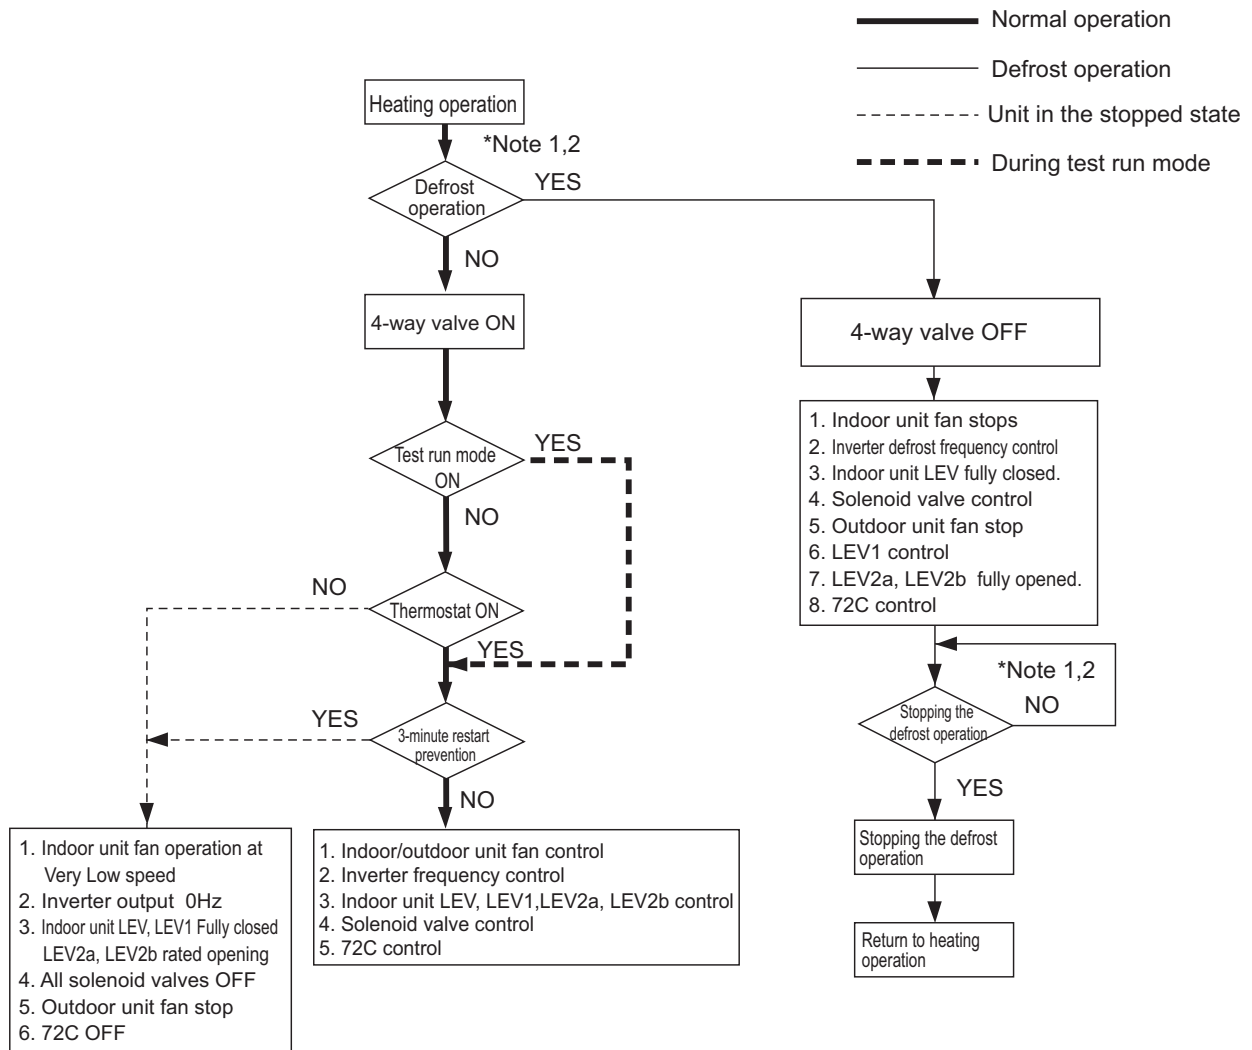 Normal operation
Defrost operation
Unit in the stopped state
During test run mode
Heating operation
*Note 1,2
Defrost
operation
YES
NO
4-way valve ON
Test run mode
ON
YES
NO
Thermostat ON
NO
YES
3-minute restart
prevention
YES
NO
1. Indoor unit fan operation at
Very Low speed
2. Inverter output 0Hz
3. Indoor unit LEV, LEV1 Fully closed
LEV2a, LEV2b rated opening
4. All solenoid valves OFF
5. Outdoor unit fan stop
6. 72C OFF
1. Indoor/outdoor unit fan control
2. Inverter frequency control
3. Indoor unit LEV, LEV1,LEV2a, LEV2b control
4. Solenoid valve control
5. 72C control
4-way valve OFF
1. Indoor unit fan stops
2. Inverter defrost frequency control
3. Indoor unit LEV fully closed.
4. Solenoid valve control
5. Outdoor unit fan stop
6. LEV1 control
7. LEV2a, LEV2b fully opened.
8. 72C control
*Note 1,2
NO
Stopping the
defrost operation
YES
Stopping the defrost
operation
Return to heating
operation